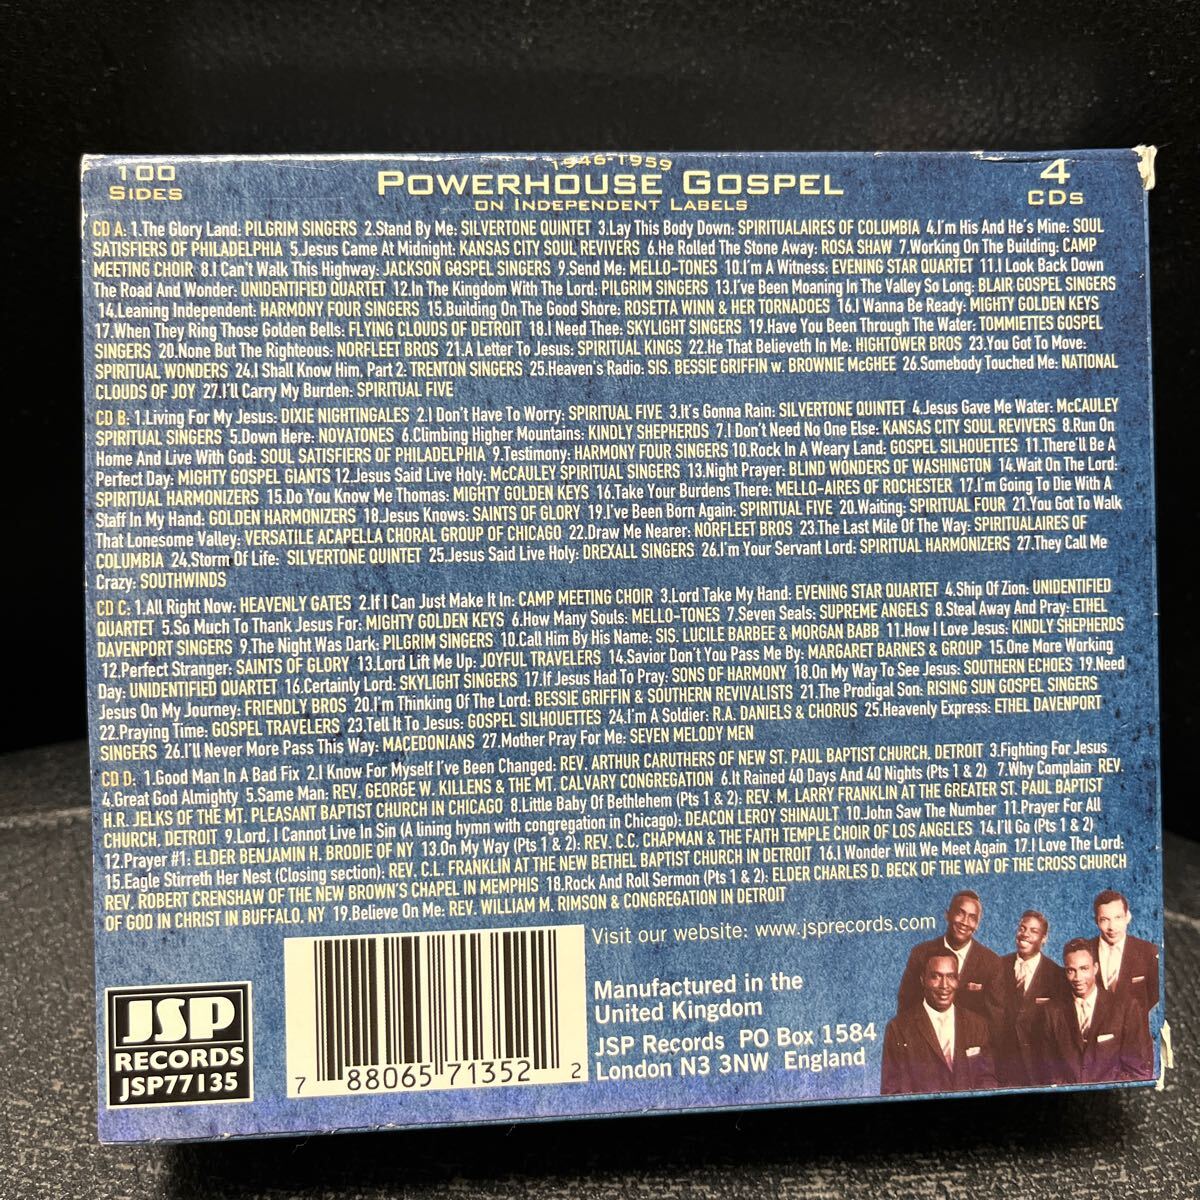 100
SIDES
1946-1959
POWERHOUSE GOSPEL
ON INDEPENDENT LABELS
4
CDS
CD A: 1.The Glory Land: PILGRIM SINGERS 2.Stand By Me: SILVERTONE QUINTET 3.Lay This Body Down: SPIRITUALAIRES OF COLUMBIA 4.I'm His And He's Mine: SOUL
SATISFIERS OF PHILADELPHIA 5.Jesus Came At Midnight: KANSAS CITY SOUL REVIVERS 6.He Rolled The Stone Away: ROSA SHAW 7.Working On The Building: CAMP
MEETING CHOIR 8.I Can't Walk This Highway: JACKSON GOSPEL SINGERS 9.Send Me: MELLO-TONES 10.I'm A Witness: EVENING STAR QUARTET 11.I Look Back Down
The Road And Wonder: UNIDENTIFIED QUARTET 12.In The Kingdom With The Lord: PILGRIM SINGERS 13.I've Been Moaning In The Valley So Long: BLAIR GOSPEL SINGERS
14.Leaning Independent: HARMONY FOUR SINGERS 15.Building On The Good Shore: ROSETTA WINN & HER TORNADOES 16.I Wanna Be Ready: MIGHTY GOLDEN KEYS
17.When They Ring Those Golden Bells: FLYING CLOUDS OF DETROIT 18.I Need Thee: SKYLIGHT SINGERS 19.Have You Been Through The Water: TOMMIETTES GOSPEL
SINGERS 20.None But The Righteous: NORFLEET BROS 21.A Letter To Jesus: SPIRITUAL KINGS 22.He That Believeth In Me: HIGHTOWER BROS 23.You Got To Move:
SPIRITUAL WONDERS 24.I Shall Know Him, Part 2: TRENTON SINGERS 25.Heaven's Radio: SIS. BESSIE GRIFFIN w. BROWNIE McGHEE 26.Somebody Touched Me: NATIONAL
CLOUDS OF JOY 27.I'll Carry My Burden: SPIRITUAL FIVE
CD B: 1.Living For My Jesus: DIXIE NIGHTINGALES 2.I Don't Have To Worry: SPIRITUAL FIVE 3.It's Gonna Rain: SILVERTONE QUINTET 4.Jesus Gave Me Water: McCAULEY
SPIRITUAL SINGERS 5.Down Here: NOVATONES 6.Climbing Higher Mountains: KINDLY SHEPHERDS 7.I Don't Need No One Else: KANSAS CITY SOUL REVIVERS 8.Run On
Home And Live With God: SOUL SATISFIERS OF PHILADELPHIA 9.Testimony: HARMONY FOUR SINGERS 10.Rock In A Weary Land: GOSPEL SILHOUETTES 11.There'll Be A
Perfect Day: MIGHTY GOSPEL GIANTS 12.Jesus Said Live Holy: McCAULEY SPIRITUAL SINGERS 13.Night Prayer: BLIND WONDERS OF WASHINGTON 14.Wait On The Lord:
SPIRITUAL HARMONIZERS 15.Do You Know Me Thomas: MIGHTY GOLDEN KEYS 16.Take Your Burdens There: MELLO-AIRES OF ROCHESTER 17.I'm Going To Die With A
Staff In My Hand: GOLDEN HARMONIZERS 18.Jesus Knows: SAINTS OF GLORY 19.I've Been Born Again: SPIRITUAL FIVE 20.Waiting: SPIRITUAL FOUR 21.You Got To Walk
That Lonesome Valley: VERSATILE ACAPELLA CHORAL GROUP OF CHICAGO 22.Draw Me Nearer: NORFLEET BROS 23.The Last Mile Of The Way: SPIRITUALAIRES OF
COLUMBIA 24.Storm Of Life: SILVERTONE QUINTET 25.Jesus Said Live Holy: DREXALL SINGERS 26.I'm Your Servant Lord: SPIRITUAL HARMONIZERS 27.They Call Me
Crazy: SOUTHWINDS
CD C: 1.All Right Now: HEAVENLY GATES 2.If I Can Just Make It In: CAMP MEETING CHOIR 3.Lord Take My Hand: EVENING STAR QUARTET 4.Ship Of Zion: UNIDENTIFIED
QUARTET 5.So Much To Thank Jesus For: MIGHTY GOLDEN KEYS 6.How Many Souls: MELLO-TONES 7.Seven Seals: SUPREME ANGELS 8.Steal Away And Pray: ETHEL
DAVENPORT SINGERS 9.The Night Was Dark: PILGRIM SINGERS 10.Call Him By His Name: SIS. LUCILE BARBEE & MORGAN BABB 11.How I Love Jesus: KINDLY SHEPHERDS
12.Perfect Stranger: SAINTS OF GLORY 13.Lord Lift Me Up: JOYFUL TRAVELERS 14.Savior Don't You Pass Me By: MARGARET BARNES & GROUP 15.One More Working
Day: UNIDENTIFIED QUARTET 16.Certainly Lord: SKYLIGHT SINGERS 17.If Jesus Had To Pray: SONS OF HARMONY 18.On My Way To See Jesus: SOUTHERN ECHOES 19.Need
Jesus On My Journey: FRIENDLY BROS 20.I'm Thinking Of The Lord: BESSIE GRIFFIN & SOUTHERN REVIVALISTS 21.The Prodigal Son: RISING SUN GOSPEL SINGERS
22.Praying Time: GOSPEL TRAVELERS 23.Tell It To Jesus: GOSPEL SILHOUETTES 24.I'm A Soldier: R.A. DANIELS & CHORUS 25.Heavenly Express: ETHEL DAVENPORT
SINGERS 26.I'll Never More Pass This Way: MACEDONIANS 27.Mother Pray For Me: SEVEN MELODY MEN
CD D: 1.Good Man In A Bad Fix 2.I Know For Myself I've Been Changed: REV. ARTHUR CARUTHERS OF NEW ST. PAUL BAPTIST CHURCH, DETROIT 3.Fighting For Jesus
4.Great God Almighty 5.Same Man: REV. GEORGE W. KILLENS & THE MT. CALVARY CONGREGATION 6.It Rained 40 Days And 40 Nights (Pts 1 & 2) 7.Why Complain REV.
H.R. JELKS OF THE MT. PLEASANT BAPTIST CHURCH IN CHICAGO 8.Little Baby Of Bethlehem (Pts 1 & 2): REV. M. LARRY FRANKLIN AT THE GREATER ST. PAUL BAPTIST
CHURCH, DETROIT 9.Lord, I Cannot Live In Sin (A lining hymn with congregation in Chicago): DEACON LEROY SHINAULT 10.John Saw The Number 11.Prayer For All
12.Prayer #1: ELDER BENJAMIN H. BRODIE OF NY 13.On My Way (Pts 1 & 2): REV. C.C. CHAPMAN & THE FAITH TEMPLE CHOIR OF LOS ANGELES 14.I'll Go (Pts 1 & 2)
15.Eagle Stirreth Her Nest (Closing section): REV. C.L. FRANKLIN AT THE NEW BETHEL BAPTIST CHURCH IN DETROIT 16.I Wonder Will We Meet Again 17.I Love The Lord:
REV. ROBERT CRENSHAW OF THE NEW BROWN'S CHAPEL IN MEMPHIS 18.Rock And Roll Sermon (Pts 1 & 2): ELDER CHARLES D. BECK OF THE WAY OF THE CROSS CHURCH
OF GOD IN CHRIST IN BUFFALO, NY 19.Believe On Me: REV. WILLIAM M. RIMSON & CONGREGATION IN DETROIT
Visit our website: www.jsprecords.com
Manufactured in the
United Kingdom
JSP Records PO Box 1584
London N3 3NW England
JSP
RECORDS
JSP77135
7 88065 71352 2